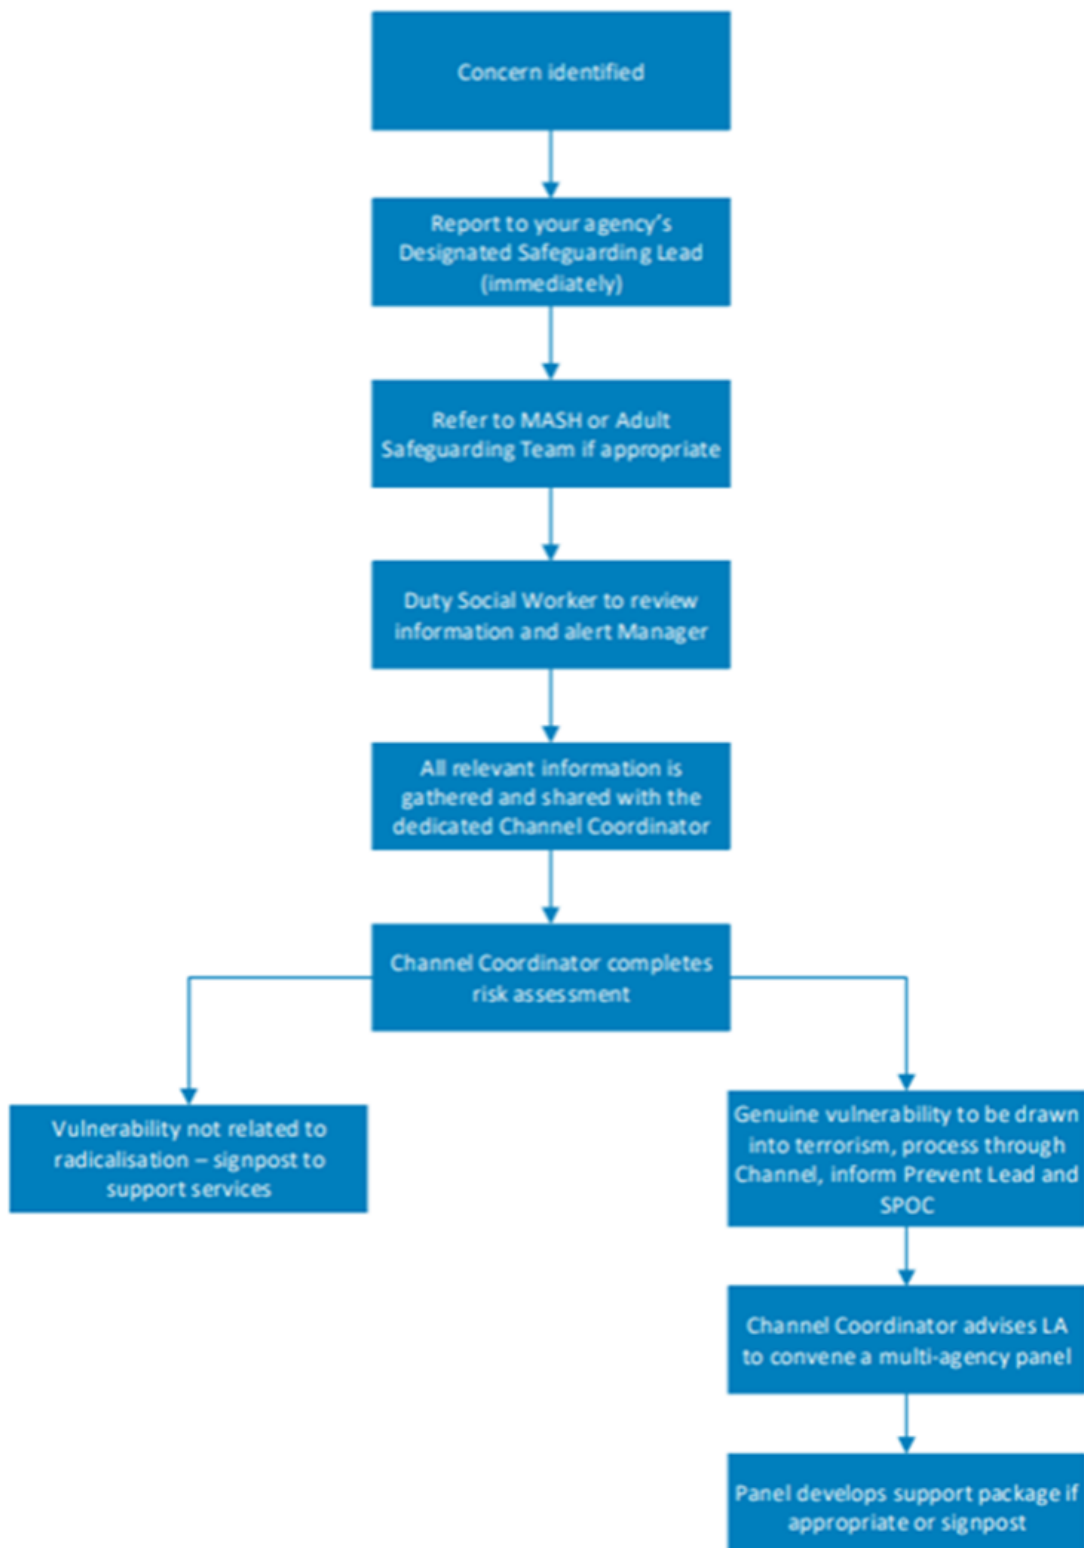 Concern identified
Report to your agency's
Designated Safeguarding Lead
(immediately)
Refer to MASH or Adult
Safeguarding Team if appropriate
Duty Social Worker to review
information and alert Manager
All relevant information is
gathered and shared with the
dedicated Channel Coordinator
Channel Coordinator completes
risk assessment
Vulnerability not related to
radicalisation – signpost to
support services
Genuine vulnerability to be drawn
into terrorism, process through
Channel, inform Prevent Lead and
SPOC
Channel Coordinator advises LA
to convene a multi-agency panel
Panel develops support package if
appropriate or signpost